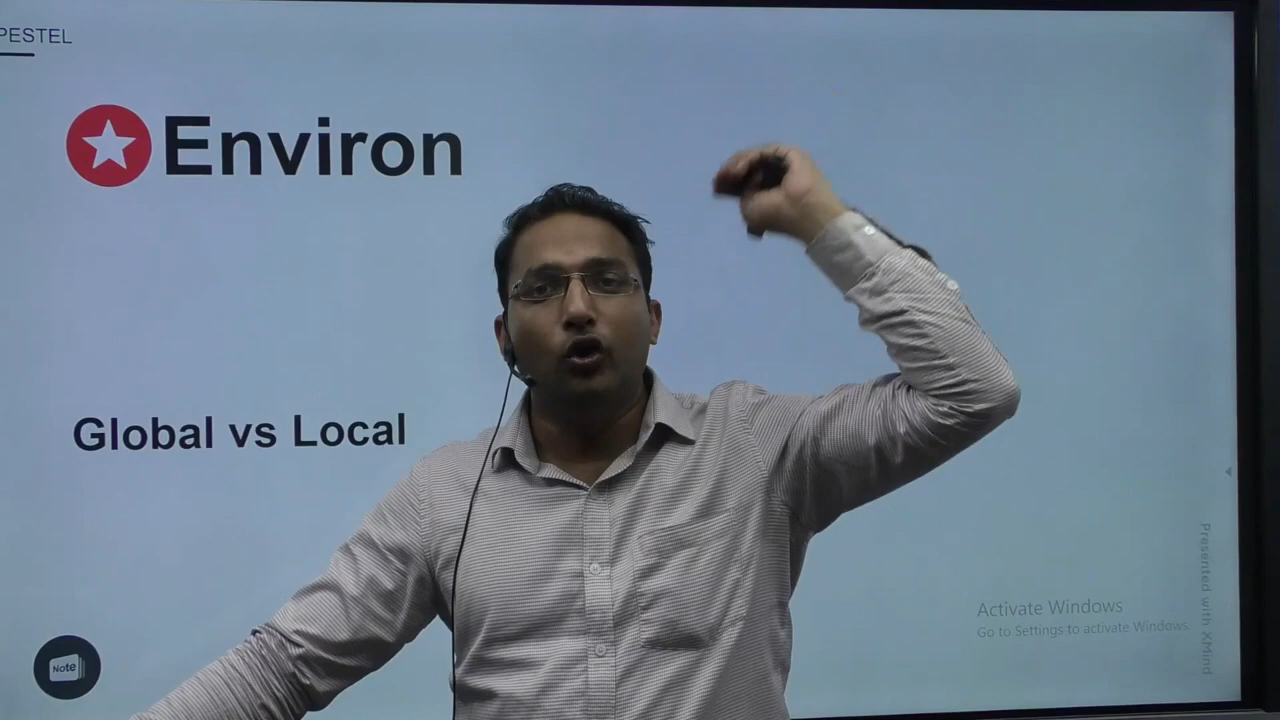 PESTEL
Environ
Global vs Local
Note
Activate Windows
Go to Settings to activate Windows.
Presented with XMind